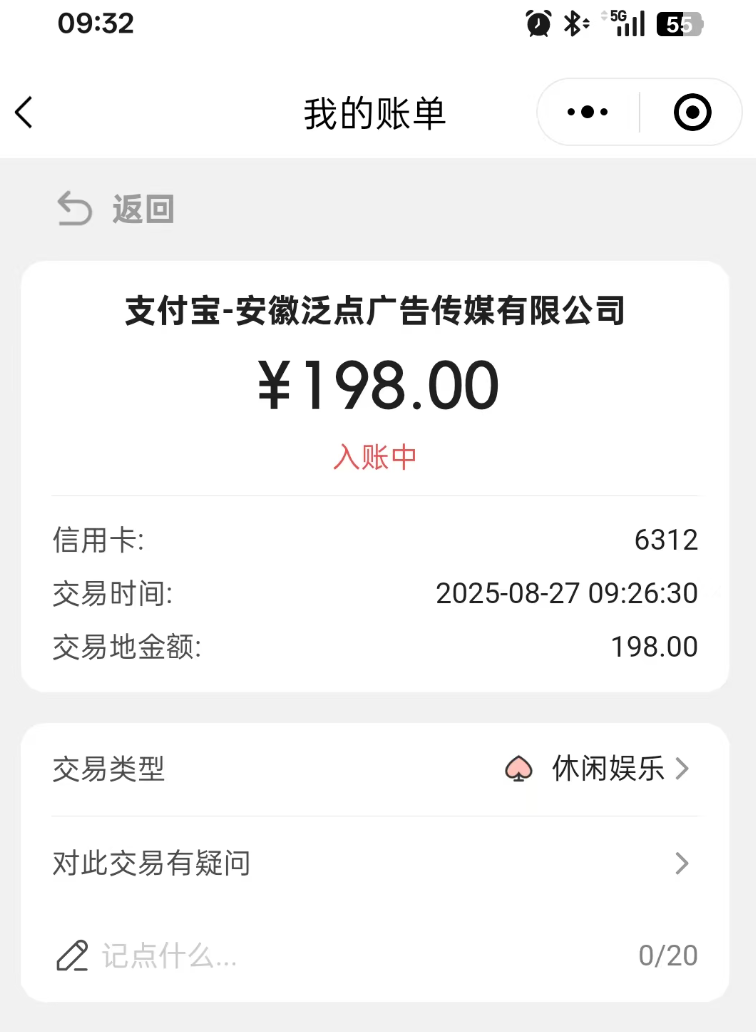 09:32
5G
55
我的账单
返回
支付宝-安徽泛点广告传媒有限公司
¥198.00
入账中
信用卡: 6312
交易时间: 2025-08-27 09:26:30
交易地金额: 198.00
交易类型 休闲娱乐
对此交易有疑问
记点什么... 0/20